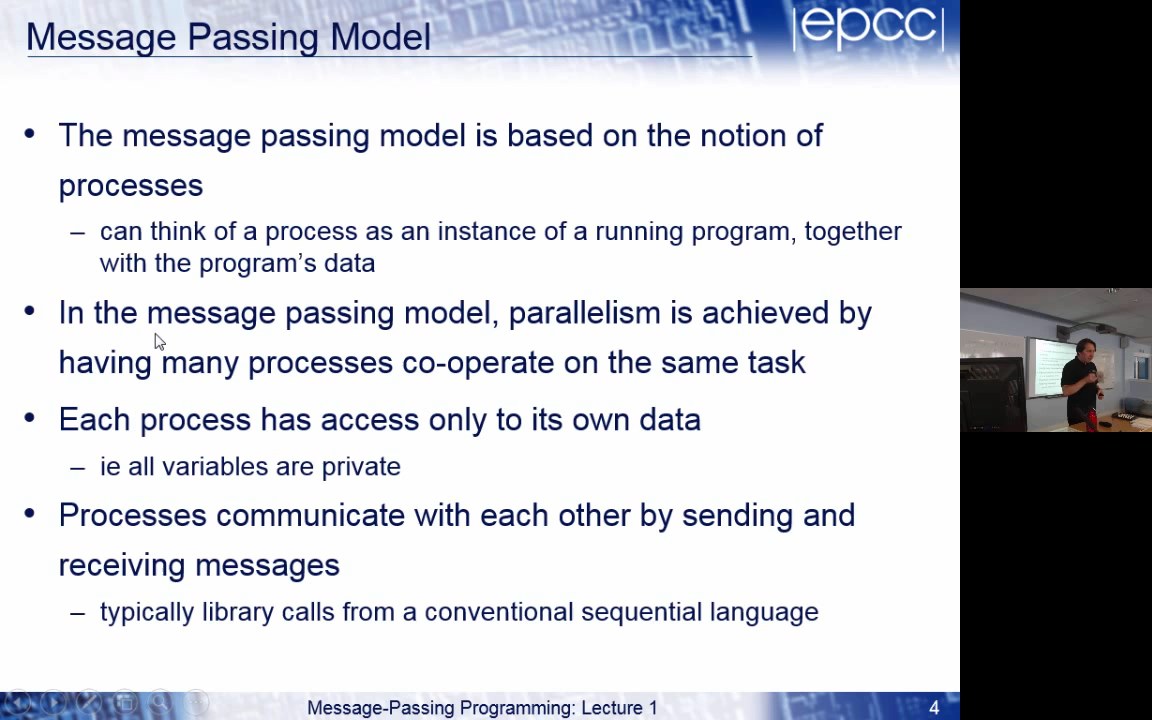 Message Passing Model
|epcc|
• The message passing model is based on the notion of
processes
– can think of a process as an instance of a running program, together
with the program’s data
• In the message passing model, parallelism is achieved by
having many processes co-operate on the same task
• Each process has access only to its own data
– ie all variables are private
• Processes communicate with each other by sending and
receiving messages
– typically library calls from a conventional sequential language
Message-Passing Programming: Lecture 1
4